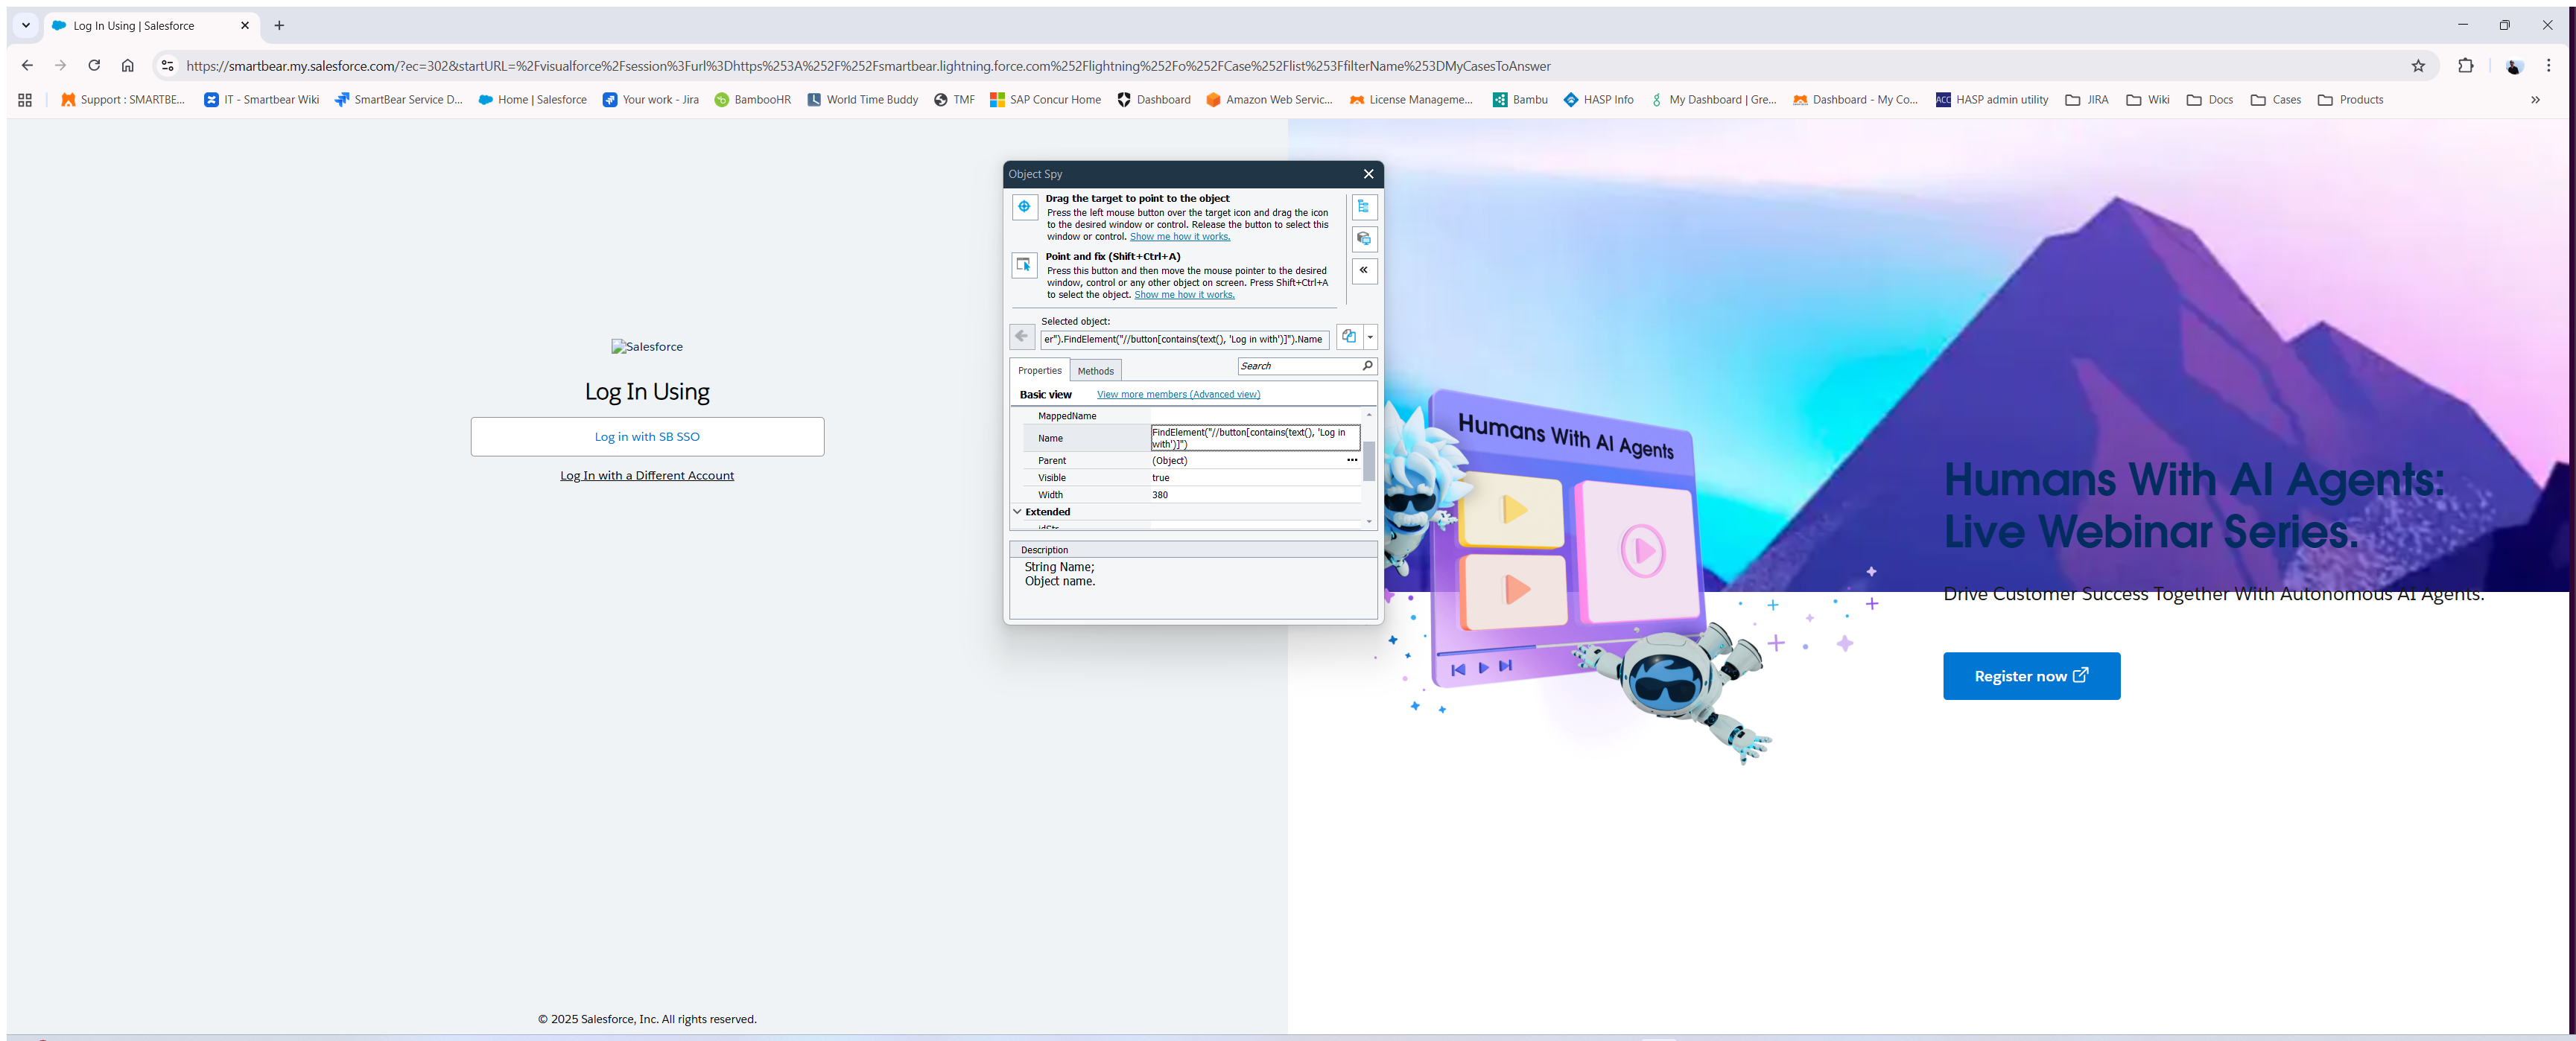 Log In Using | Salesforce
https://smartbear.my.salesforce.com/?ec=302&startURL=%2Fvisualforce%2Fsession%3Furl%3Dhttps%253A%252F%252Fsmartbear.lightning.force.com%252Flightning%252Fo%252FCase%252Flist%253FfilterName%253DMyCasesToAnswer
Support : SMARTBE... IT - Smartbear Wiki SmartBear Service D... Home | Salesforce Your work - Jira BambooHR World Time Buddy TMF SAP Concur Home Dashboard Amazon Web Servic... License Manageme... Bambu HASP Info My Dashboard | Gre... Dashboard - My Co... ACC HASP admin utility JIRA Wiki Docs Cases Products
Salesforce
Log In Using
Log in with SB SSO
Log In with a Different Account
© 2025 Salesforce, Inc. All rights reserved.
Object Spy
Drag the target to point to the object
Press the left mouse button over the target icon and drag the icon
to the desired window or control. Release the button to select this
window or control. Show me how it works.
Point and fix (Shift+Ctrl+A)
Press this button and then move the mouse pointer to the desired
window, control or any other object on screen. Press Shift+Ctrl+A
to select the object. Show me how it works.
Selected object:
er").FindElement("//button[contains(text(), 'Log in with')]").Name
Properties Methods Search
Basic view View more members (Advanced view)
MappedName
Name FindElement("//button[contains(text(), 'Log in
with')]")
Parent (Object) ...
Visible true
Width 380
Extended
idStr
Description
String Name;
Object name.
Humans With AI Agents
Humans With AI Agents:
Live Webinar Series.
Drive Customer Success Together With Autonomous AI Agents.
Register now